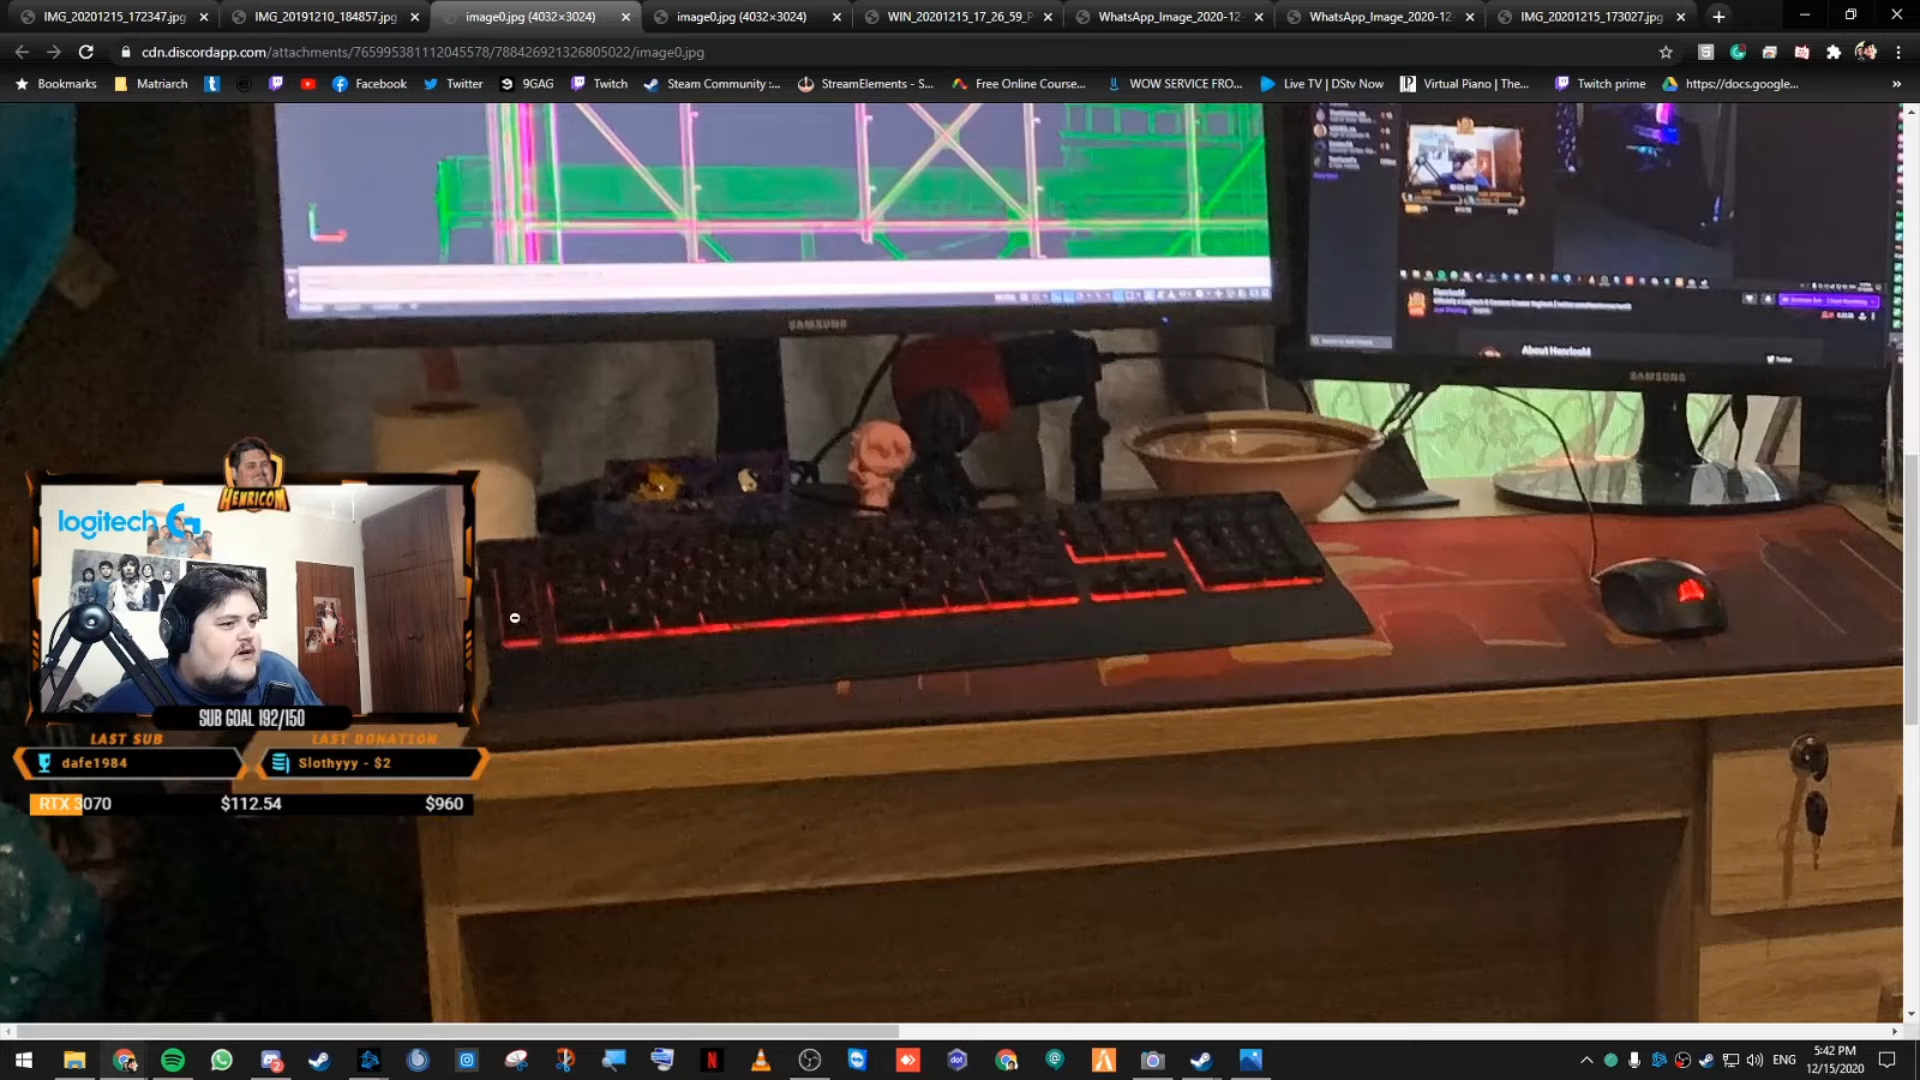 IMG_20201215_172347.jpg
IMG_20191210_184857.jpg
image0.jpg (4032×3024)
image0.jpg (4032×3024)
WIN_20201215_17_26_59_P
WhatsApp_Image_2020-12-
WhatsApp_Image_2020-12-
IMG_20201215_173027.jpg
cdn.discordapp.com/attachments/765995381112045578/788426921326805022/image0.jpg
Bookmarks
Matriarch
Facebook
Twitter
9GAG
Twitch
Steam Community :...
StreamElements - S...
Free Online Course...
WOW SERVICE FRO...
Live TV | DStv Now
Virtual Piano | The...
Twitch prime
https://docs.google...
SAMSUNG
About HenricoM
SAMSUNG
HENRICOM
logitech G
SUB GOAL 192/150
LAST SUB
LAST DONATION
dafe1984
Slothyyy - $2
RTX 3070
$112.54
$960
ENG
5:42 PM
12/15/2020